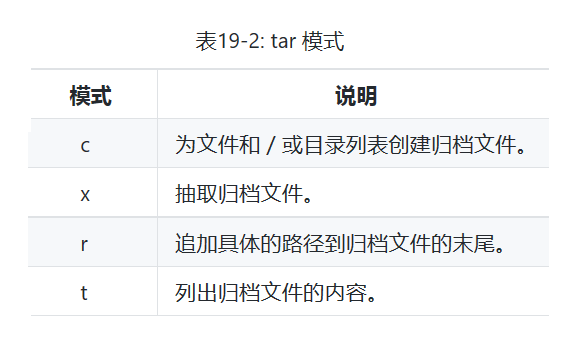 表19-2: tar 模式
模式 说明
c 为文件和／或目录列表创建归档文件。
x 抽取归档文件。
r 追加具体的路径到归档文件的末尾。
t 列出归档文件的内容。